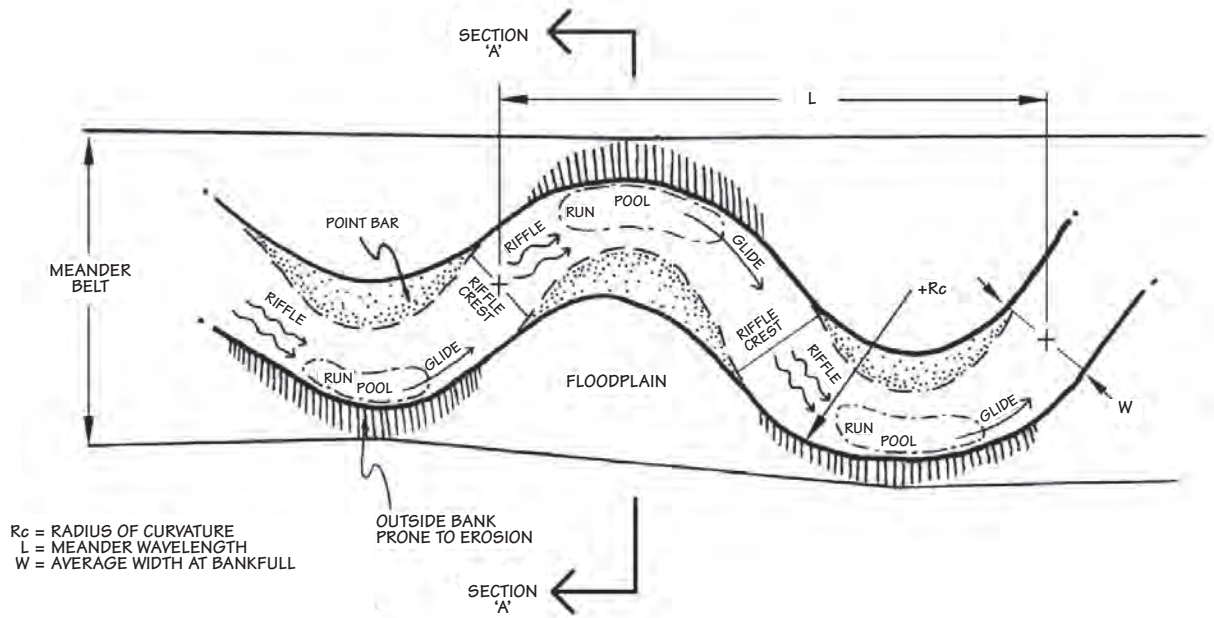 SECTION
'A'
L
MEANDER
BELT
POINT BAR
RIFFLE
RUN
POOL
GLIDE
RIFFLE
CREST
RIFFLE
RUN
POOL
GLIDE
FLOODPLAIN
RIFFLE
CREST
RIFFLE
+Rc
RUN
POOL
GLIDE
W
OUTSIDE BANK
PRONE TO EROSION
Rc = RADIUS OF CURVATURE
L = MEANDER WAVELENGTH
W = AVERAGE WIDTH AT BANKFULL
SECTION
'A'